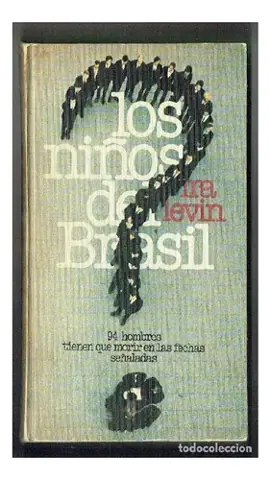 los
niños
del
Brasil
ira
levin
94 hombres
tienen que morir en las fechas
señaladas
todocoleccion